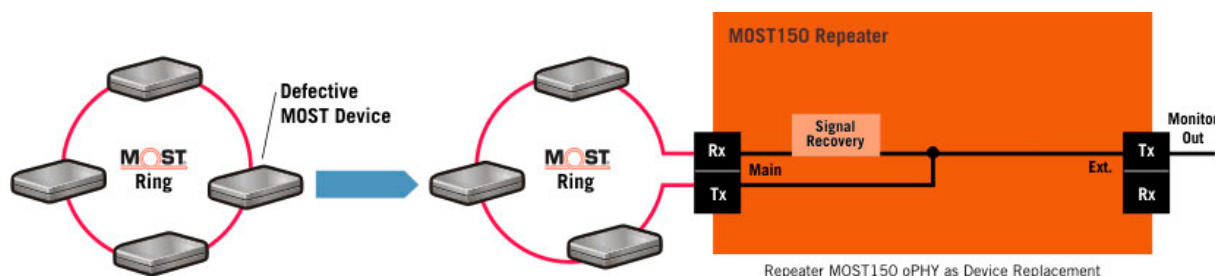 MOST150 Repeater
Defective
MOST Device
MOST
Ring
MOST
Ring
Rx
Tx
Main
Signal
Recovery
Ext.
Tx
Rx
Monitor
Out
Repeater MOST150 oPHY as Device Replacement